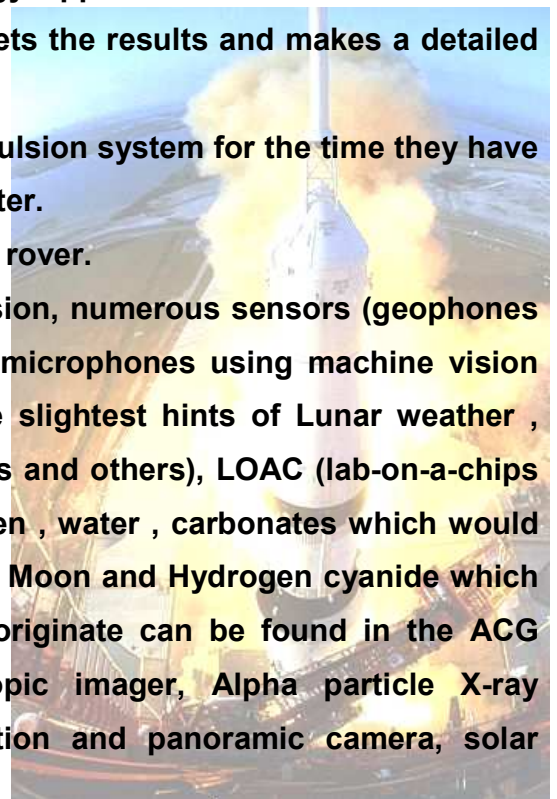 ets the results and makes a detailed
ulsion system for the time they have
ter.
rover.
sion, numerous sensors (geophones
microphones using machine vision
e slightest hints of Lunar weather ,
s and others), LOAC (lab-on-a-chips
en , water , carbonates which would
Moon and Hydrogen cyanide which
originate can be found in the ACG
opic imager, Alpha particle X-ray
tion and panoramic camera, solar